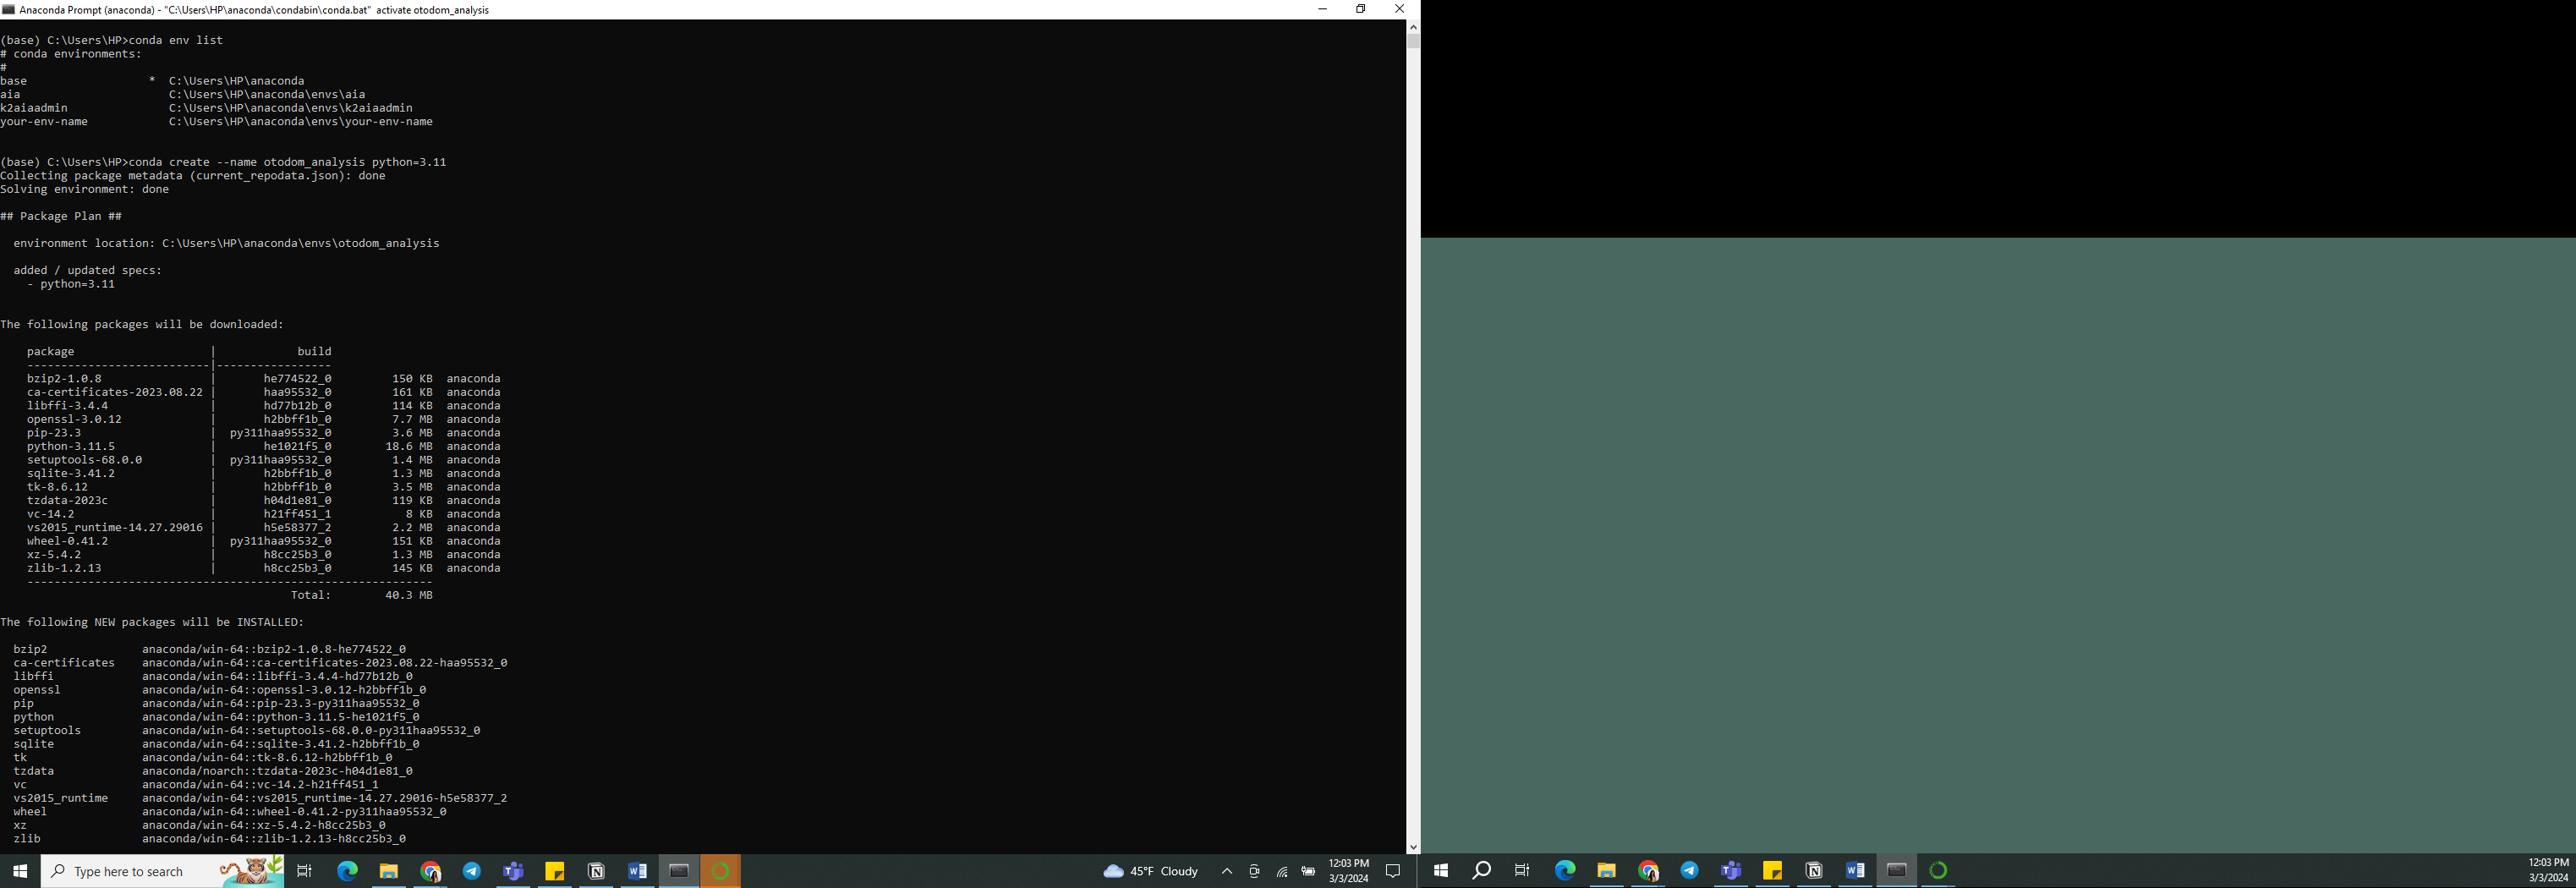 Anaconda Prompt (anaconda) - "C:\Users\HP\anaconda\condabin\conda.bat" activate otodom_analysis
(base) C:\Users\HP>conda env list
# conda environments:
#
base                  *  C:\Users\HP\anaconda
aia                      C:\Users\HP\anaconda\envs\aia
k2aiaadmin               C:\Users\HP\anaconda\envs\k2aiaadmin
your-env-name            C:\Users\HP\anaconda\envs\your-env-name
(base) C:\Users\HP>conda create --name otodom_analysis python=3.11
Collecting package metadata (current_repodata.json): done
Solving environment: done
## Package Plan ##
environment location: C:\Users\HP\anaconda\envs\otodom_analysis
added / updated specs:
- python=3.11
The following packages will be downloaded:
package                    |            build
---------------------------|-----------------
bzip2-1.0.8                |       he774522_0         150 KB  anaconda
ca-certificates-2023.08.22 |       haa95532_0         161 KB  anaconda
libffi-3.4.4               |       hd77b12b_0         114 KB  anaconda
openssl-3.0.12             |       h2bbff1b_0         7.7 MB  anaconda
pip-23.3                   |  py311haa95532_0         3.6 MB  anaconda
python-3.11.5              |       he1021f5_0        18.6 MB  anaconda
setuptools-68.0.0          |  py311haa95532_0         1.4 MB  anaconda
sqlite-3.41.2              |       h2bbff1b_0         1.3 MB  anaconda
tk-8.6.12                  |       h2bbff1b_0         3.5 MB  anaconda
tzdata-2023c               |       h04d1e81_0         119 KB  anaconda
vc-14.2                    |       h21ff451_1           8 KB  anaconda
vs2015_runtime-14.27.29016 |       h5e58377_2         2.2 MB  anaconda
wheel-0.41.2               |  py311haa95532_0         151 KB  anaconda
xz-5.4.2                   |       h8cc25b3_0         1.3 MB  anaconda
zlib-1.2.13                |       h8cc25b3_0         145 KB  anaconda
------------------------------------------------------------
Total:        40.3 MB
The following NEW packages will be INSTALLED:
bzip2              anaconda/win-64::bzip2-1.0.8-he774522_0
ca-certificates    anaconda/win-64::ca-certificates-2023.08.22-haa95532_0
libffi             anaconda/win-64::libffi-3.4.4-hd77b12b_0
openssl            anaconda/win-64::openssl-3.0.12-h2bbff1b_0
pip                anaconda/win-64::pip-23.3-py311haa95532_0
python             anaconda/win-64::python-3.11.5-he1021f5_0
setuptools         anaconda/win-64::setuptools-68.0.0-py311haa95532_0
sqlite             anaconda/win-64::sqlite-3.41.2-h2bbff1b_0
tk                 anaconda/win-64::tk-8.6.12-h2bbff1b_0
tzdata             anaconda/noarch::tzdata-2023c-h04d1e81_0
vc                 anaconda/win-64::vc-14.2-h21ff451_1
vs2015_runtime     anaconda/win-64::vs2015_runtime-14.27.29016-h5e58377_2
wheel              anaconda/win-64::wheel-0.41.2-py311haa95532_0
xz                 anaconda/win-64::xz-5.4.2-h8cc25b3_0
zlib               anaconda/win-64::zlib-1.2.13-h8cc25b3_0
Type here to search
45°F Cloudy
12:03 PM
3/3/2024
12:03 PM
3/3/2024